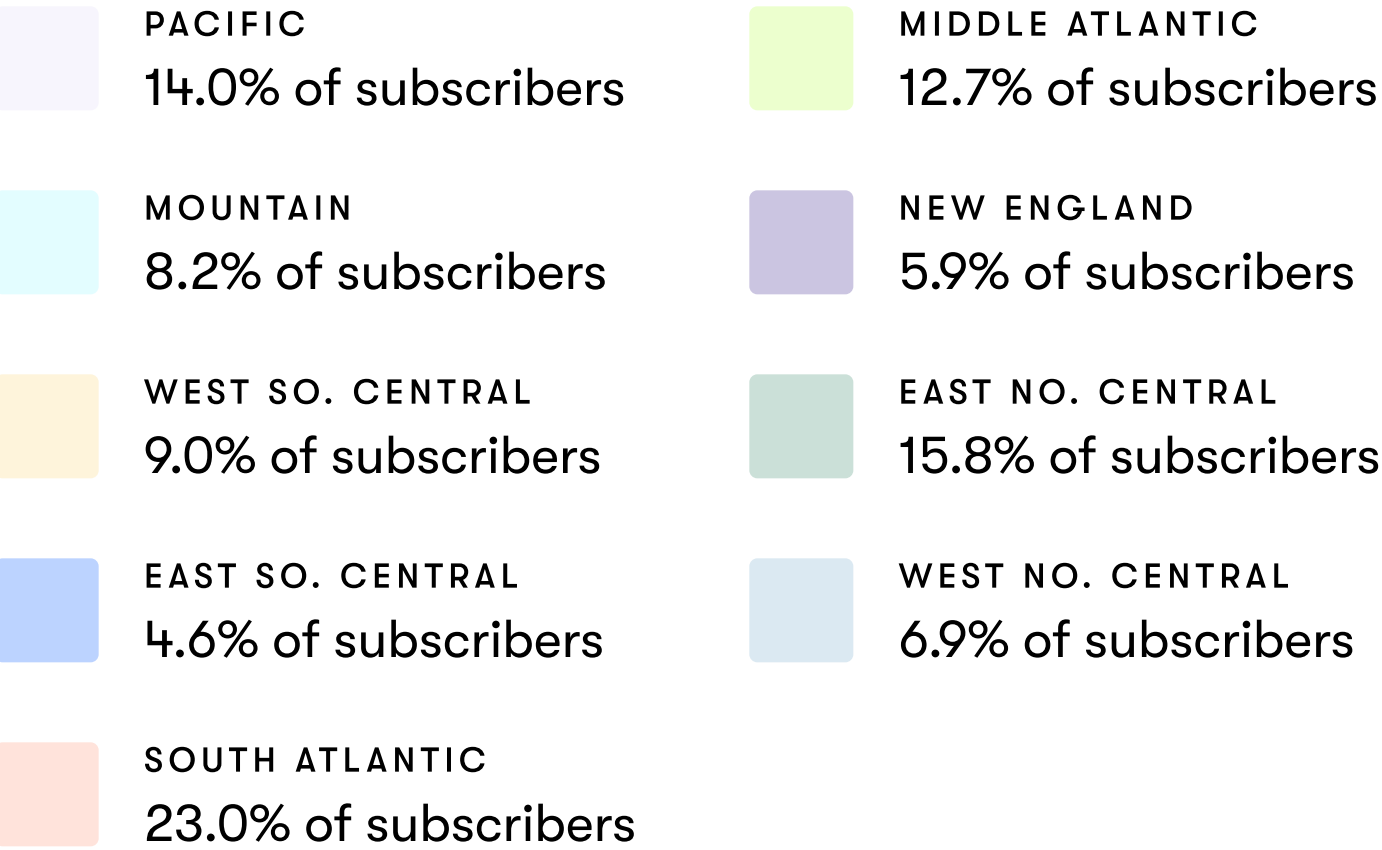 PACIFIC
14.0% of subscribers
MOUNTAIN
8.2% of subscribers
WEST SO. CENTRAL
9.0% of subscribers
EAST SO. CENTRAL
4.6% of subscribers
SOUTH ATLANTIC
23.0% of subscribers
MIDDLE ATLANTIC
12.7% of subscribers
NEW ENGLAND
5.9% of subscribers
EAST NO. CENTRAL
15.8% of subscribers
WEST NO. CENTRAL
6.9% of subscribers